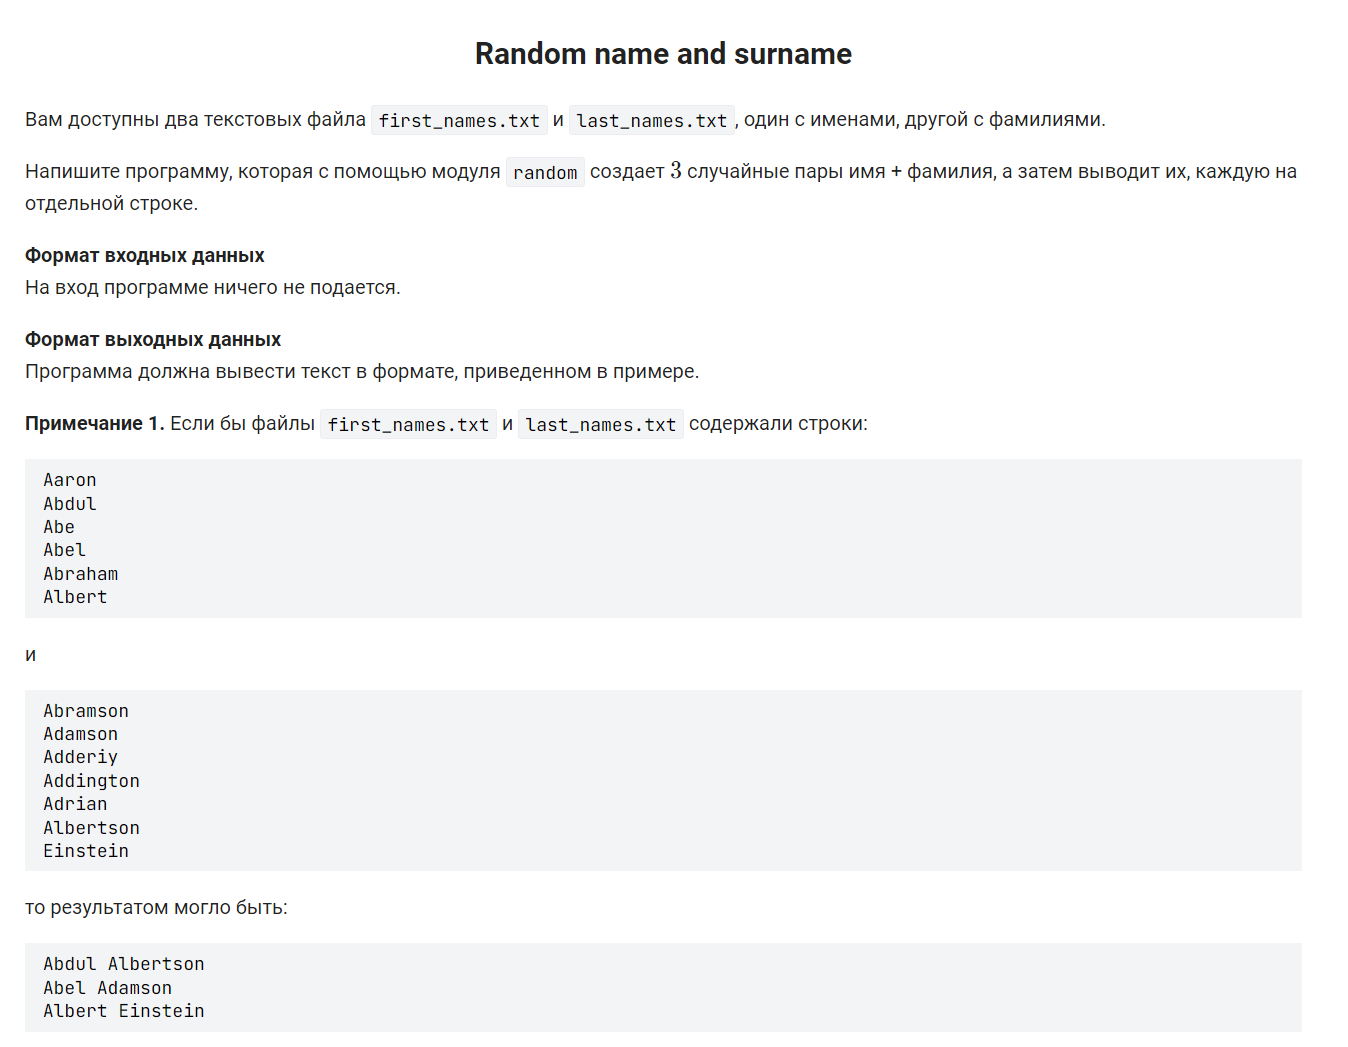 Random name and surname
Вам доступны два текстовых файла first_names.txt и last_names.txt, один с именами, другой с фамилиями.
Напишите программу, которая с помощью модуля random создает 3 случайные пары имя + фамилия, а затем выводит их, каждую на
отдельной строке.
Формат входных данных
На вход программе ничего не подается.
Формат выходных данных
Программа должна вывести текст в формате, приведенном в примере.
Примечание 1. Если бы файлы first_names.txt и last_names.txt содержали строки:
Aaron
Abdul
Abe
Abel
Abraham
Albert
и
Abramson
Adamson
Adderiy
Addington
Adrian
Albertson
Einstein
то результатом могло быть:
Abdul Albertson
Abel Adamson
Albert Einstein